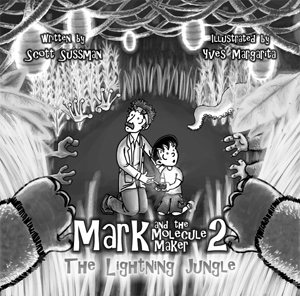 Written by
Scott Sussman
Illustrated by
Yves Margarita
Mark and the Molecule Maker 2
The Lightning Jungle